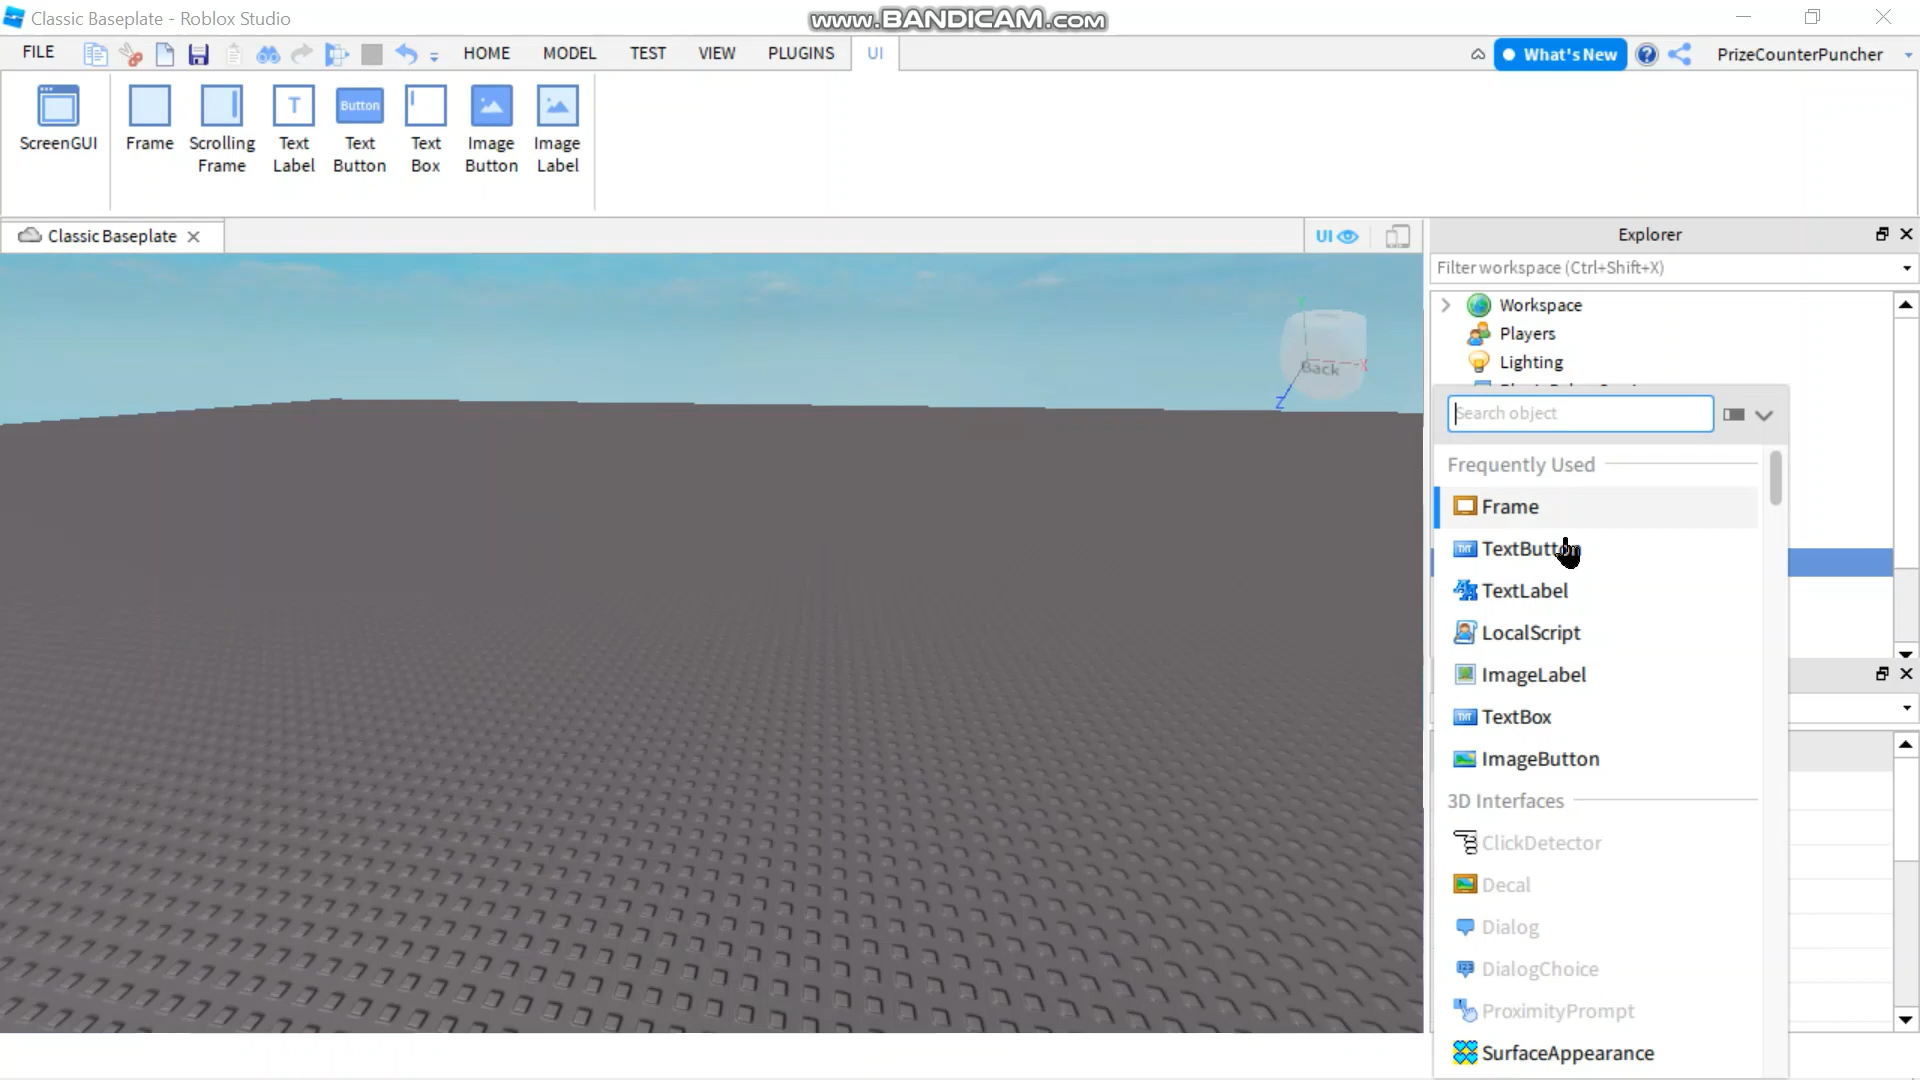 Classic Baseplate - Roblox Studio
www.BANDICAM.com
FILE
HOME
MODEL
TEST
VIEW
PLUGINS
UI
What's New
PrizeCounterPuncher
ScreenGUI
Frame
Scrolling
Frame
T
Text
Label
Button
Text
Button
Text
Box
Image
Button
Image
Label
Classic Baseplate
UI
Explorer
Filter workspace (Ctrl+Shift+X)
Workspace
Players
Lighting
Back
X
Z
Search object
Frequently Used
Frame
TextButton
TextLabel
LocalScript
ImageLabel
TextBox
ImageButton
3D Interfaces
ClickDetector
Decal
Dialog
DialogChoice
ProximityPrompt
SurfaceAppearance